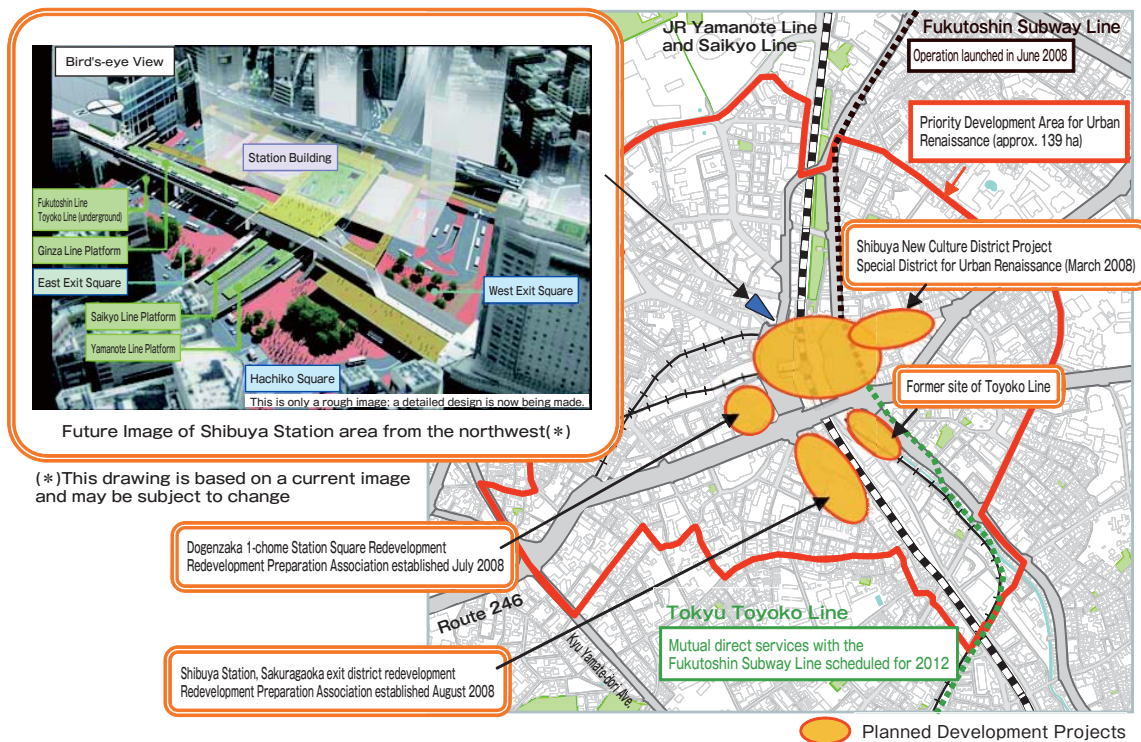 Bird's-eye View
Station Building
Fukutoshin Line
Toyoko Line (underground)
Ginza Line Platform
East Exit Square
Saikyo Line Platform
Yamanote Line Platform
West Exit Square
Hachiko Square
This is only a rough image; a detailed design is now being made.
Future Image of Shibuya Station area from the northwest(*)
(*)This drawing is based on a current image
and may be subject to change
JR Yamanote Line
and Saikyo Line
Fukutoshin Subway Line
Operation launched in June 2008
Priority Development Area for Urban
Renaissance (approx. 139 ha)
Shibuya New Culture District Project
Special District for Urban Renaissance (March 2008)
Former site of Toyoko Line
Dogenzaka 1-chome Station Square Redevelopment
Redevelopment Preparation Association established July 2008
Route 246
Kyu Yamate-dori Ave.
Tokyu Toyoko Line
Mutual direct services with the
Fukutoshin Subway Line scheduled for 2012
Shibuya Station, Sakuragaoka exit district redevelopment
Redevelopment Preparation Association established August 2008
Planned Development Projects